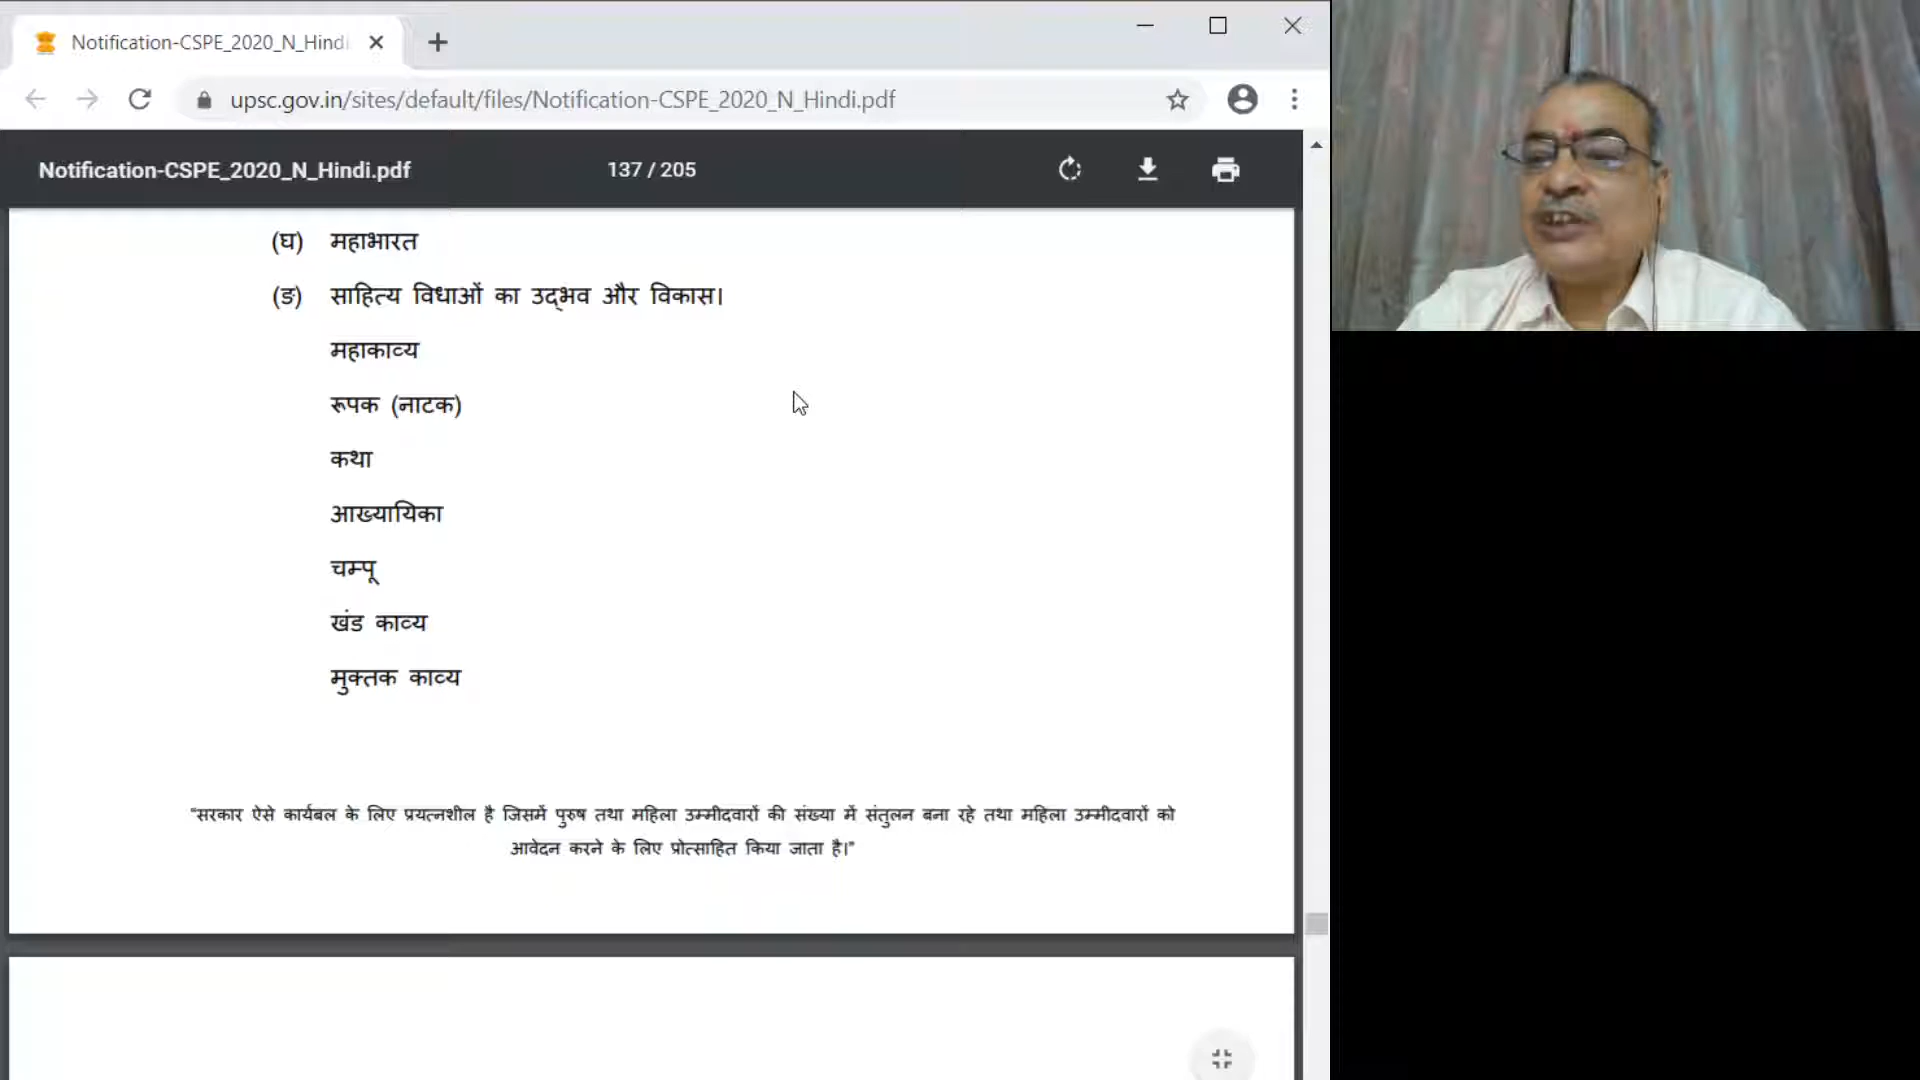 Notification-CSPE_2020_N_Hindi
upsc.gov.in/sites/default/files/Notification-CSPE_2020_N_Hindi.pdf
Notification-CSPE_2020_N_Hindi.pdf 137 / 205
(घ) महाभारत
(ङ) साहित्य विधाओं का उद्भव और विकास।
महाकाव्य
रूपक (नाटक)
कथा
आख्यायिका
चम्पू
खंड काव्य
मुक्तक काव्य
"सरकार ऐसे कार्यबल के लिए प्रयत्नशील है जिसमें पुरुष तथा महिला उम्मीदवारों की संख्या में संतुलन बना रहे तथा महिला उम्मीदवारों को
आवेदन करने के लिए प्रोत्साहित किया जाता है।"